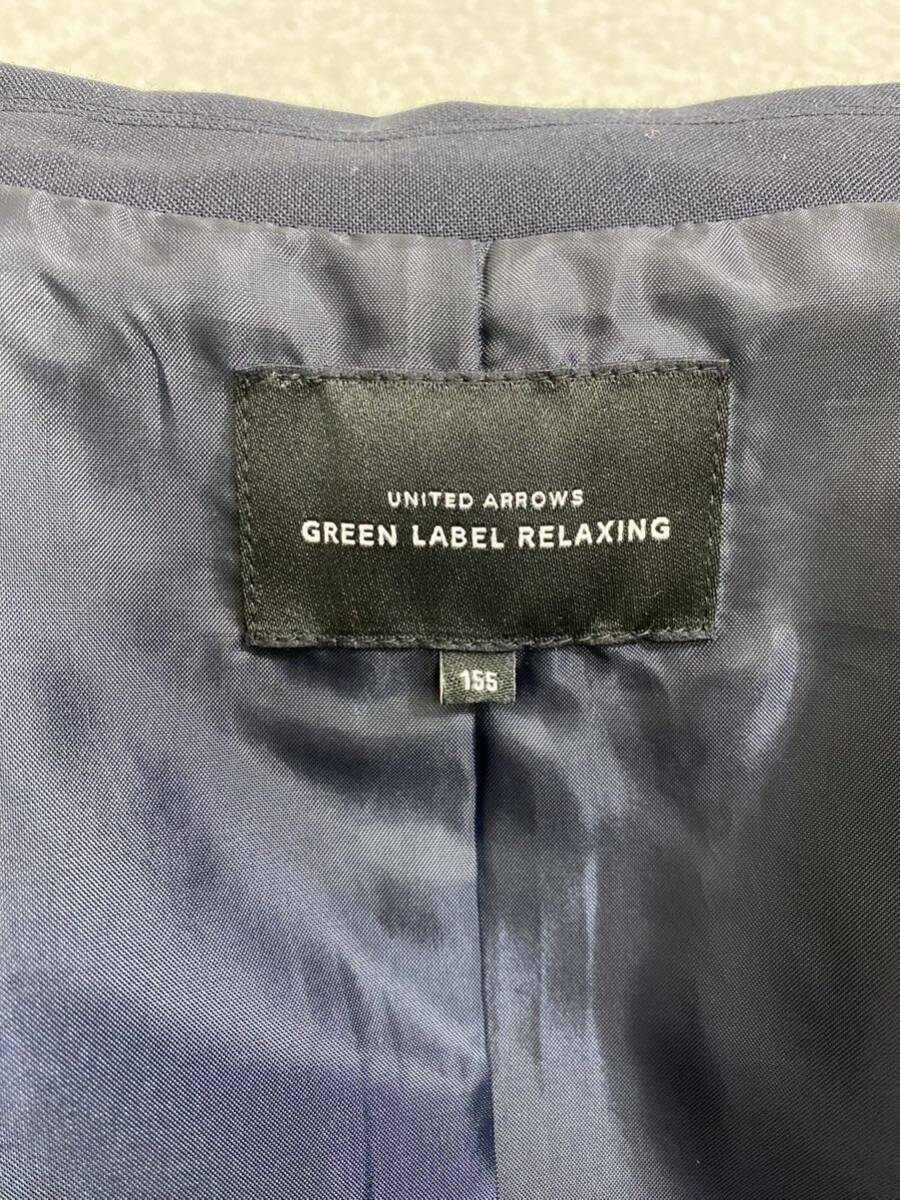 UNITED ARROWS
GREEN LABEL RELAXING
155